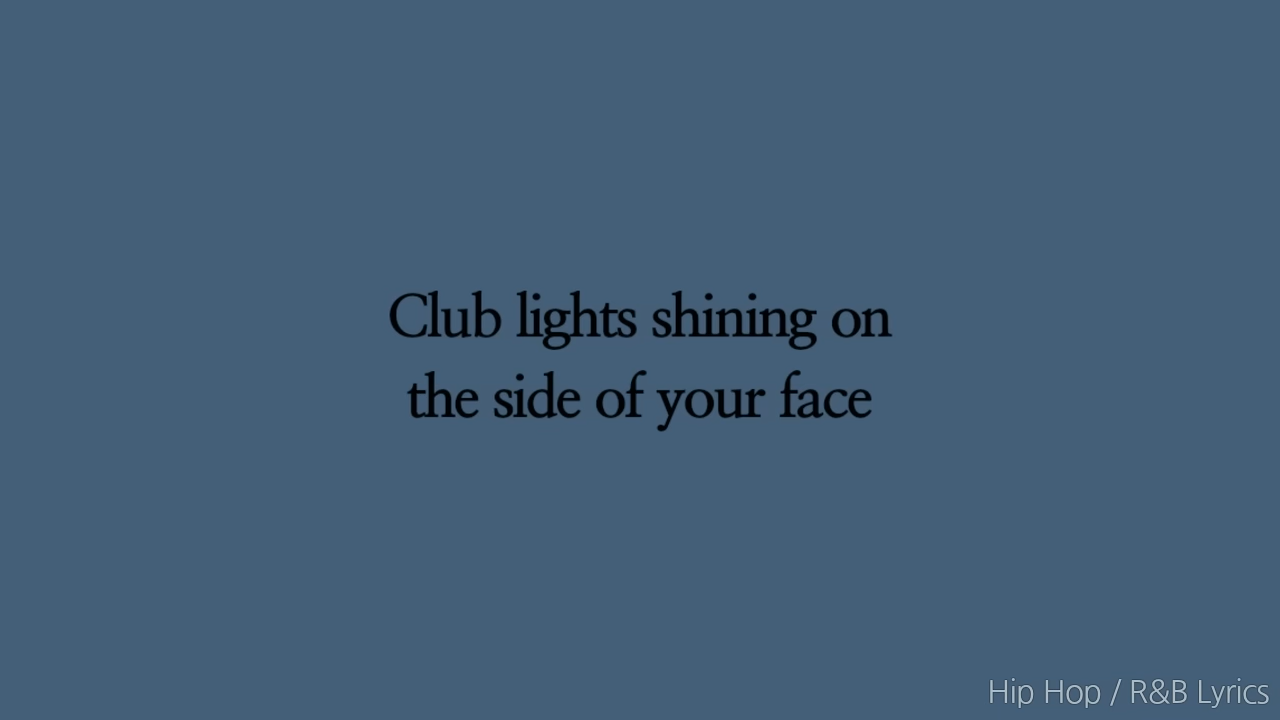 Club lights shining on
the side of your face
Hip Hop / R&B Lyrics